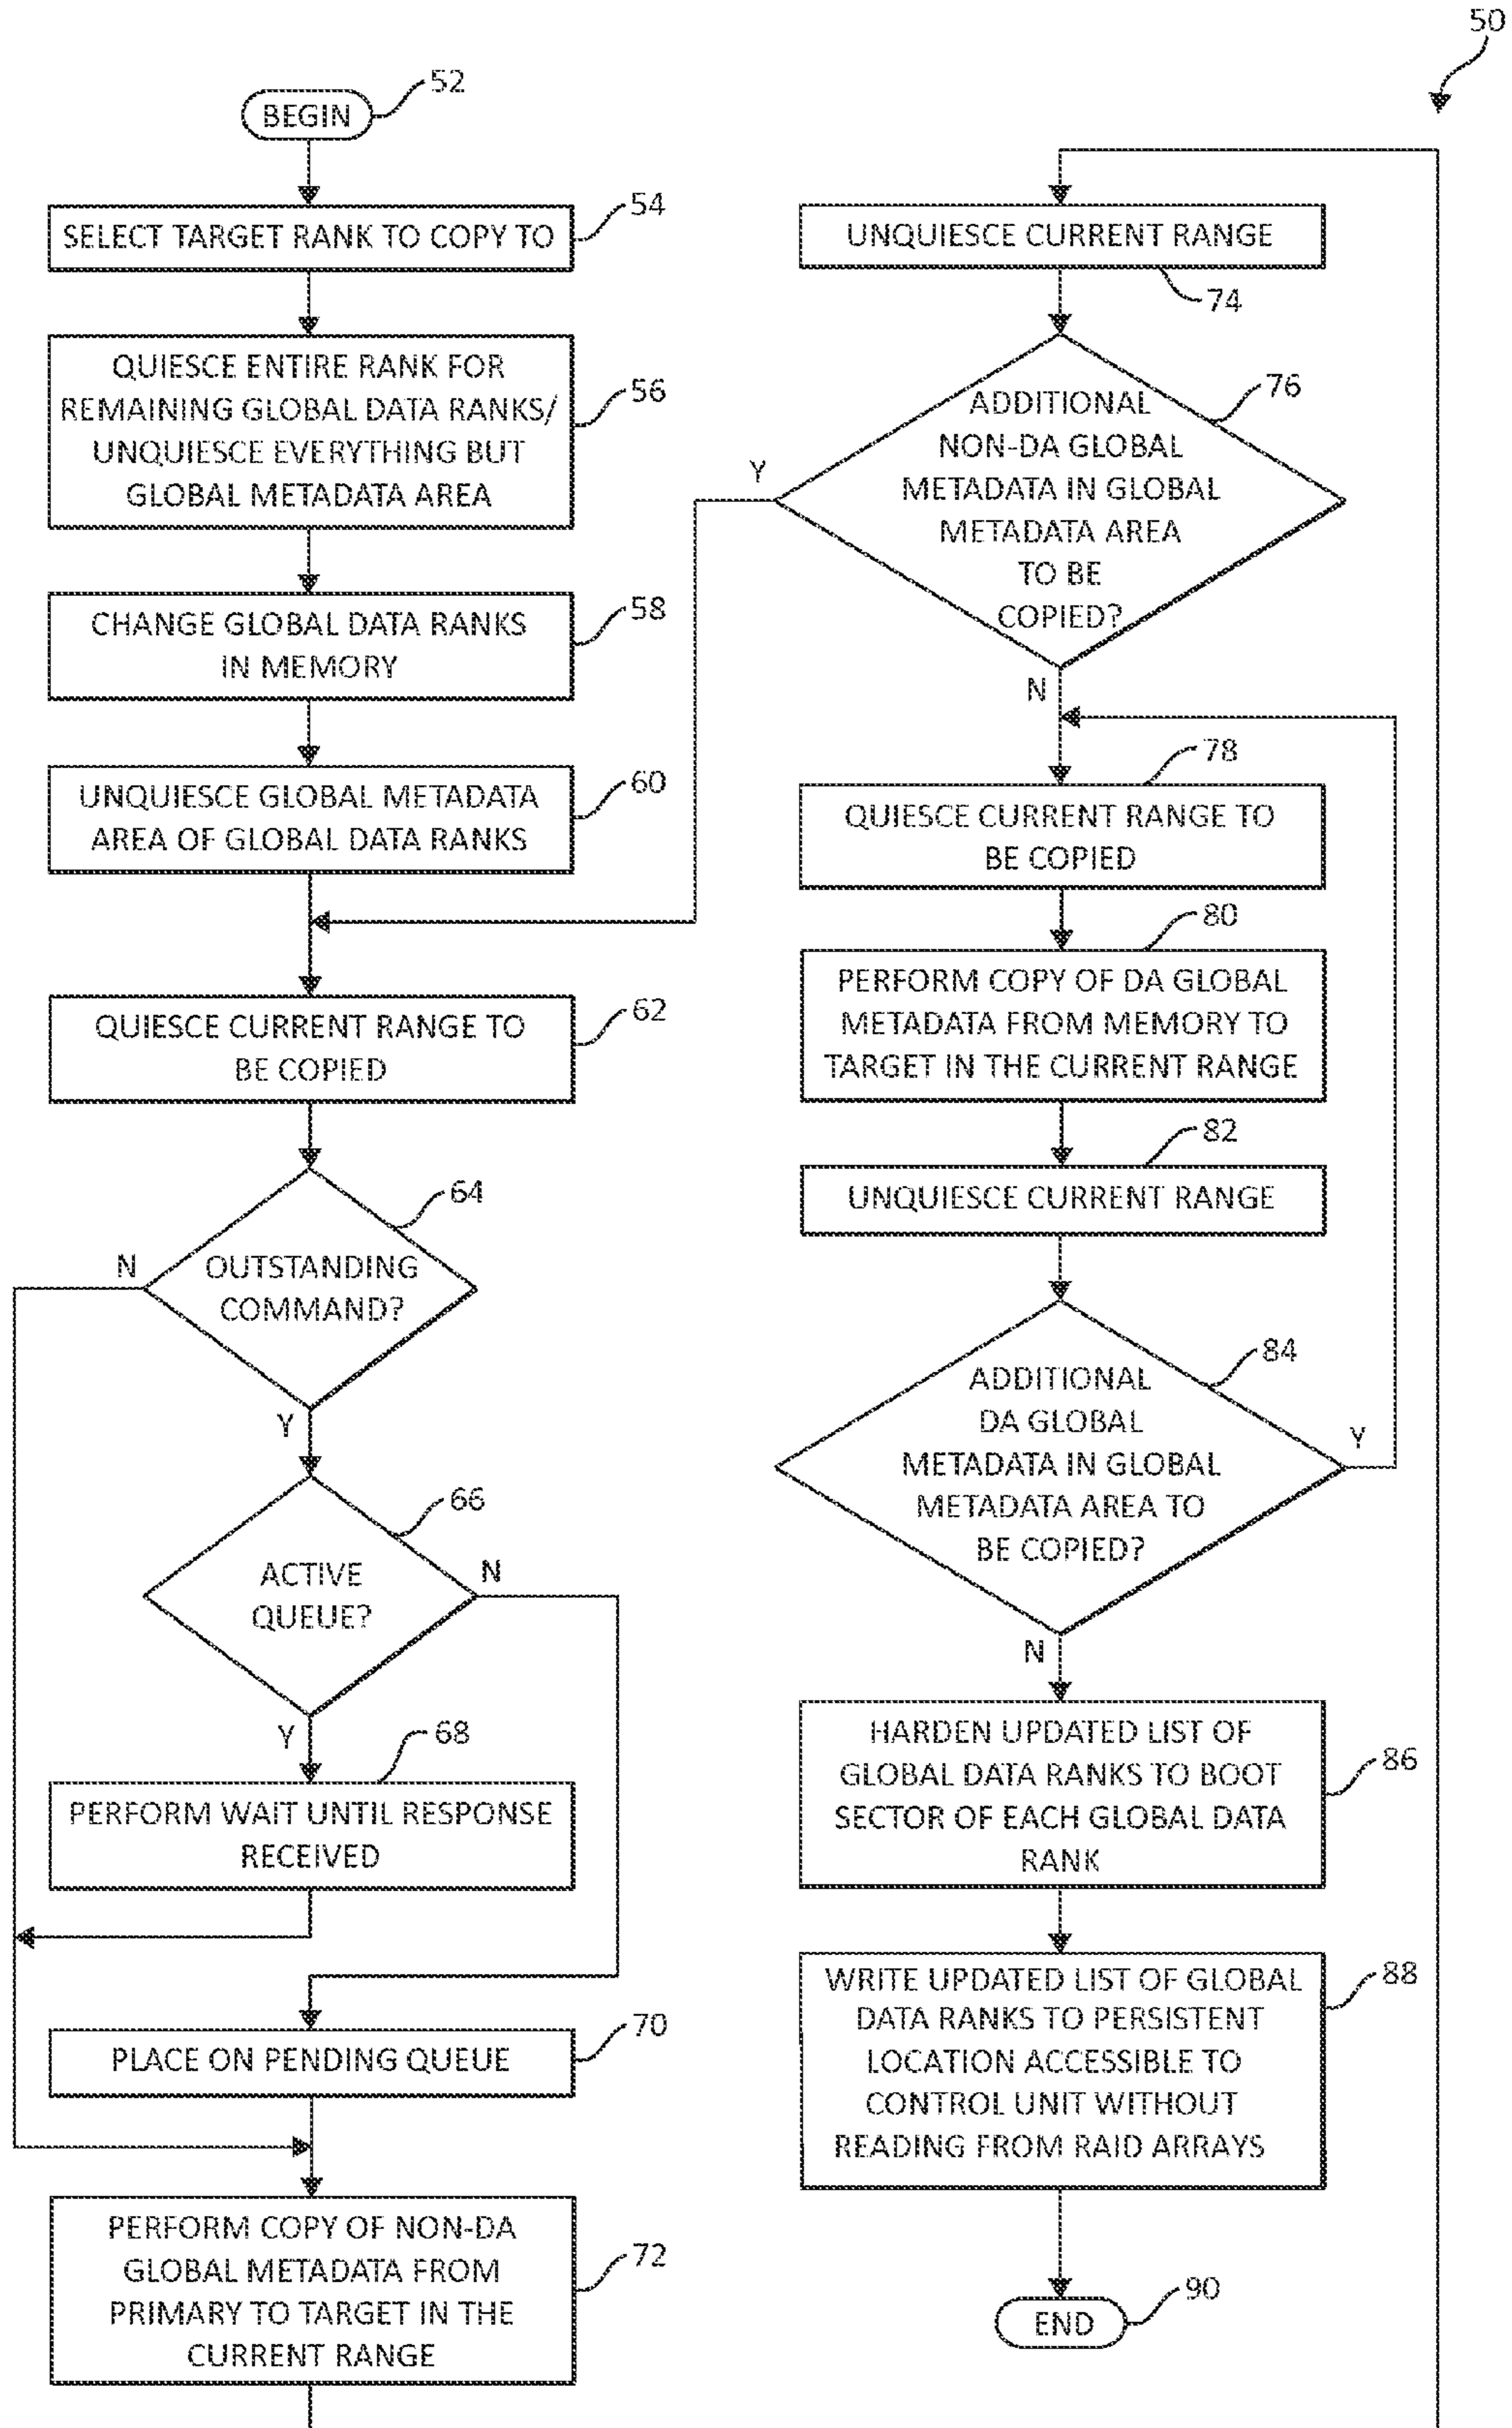 50
BEGIN
52
SELECT TARGET RANK TO COPY TO
54
QUIESCE ENTIRE RANK FOR
REMAINING GLOBAL DATA RANKS/
UNQUIESCE EVERYTHING BUT
GLOBAL METADATA AREA
56
CHANGE GLOBAL DATA RANKS
IN MEMORY
58
UNQUIESCE GLOBAL METADATA
AREA OF GLOBAL DATA RANKS
60
QUIESCE CURRENT RANGE TO
BE COPIED
62
OUTSTANDING
COMMAND?
64
N
Y
ACTIVE
QUEUE?
66
N
Y
68
PERFORM WAIT UNTIL RESPONSE
RECEIVED
PLACE ON PENDING QUEUE
70
PERFORM COPY OF NON-DA
GLOBAL METADATA FROM
PRIMARY TO TARGET IN THE
CURRENT RANGE
72
UNQUIESCE CURRENT RANGE
74
ADDITIONAL
NON-DA GLOBAL
METADATA IN GLOBAL
METADATA AREA
TO BE
COPIED?
76
Y
N
78
QUIESCE CURRENT RANGE TO
BE COPIED
80
PERFORM COPY OF DA GLOBAL
METADATA FROM MEMORY TO
TARGET IN THE CURRENT RANGE
82
UNQUIESCE CURRENT RANGE
ADDITIONAL
DA GLOBAL
METADATA IN GLOBAL
METADATA AREA TO
BE COPIED?
84
Y
N
HARDEN UPDATED LIST OF
GLOBAL DATA RANKS TO BOOT
SECTOR OF EACH GLOBAL DATA
RANK
86
WRITE UPDATED LIST OF GLOBAL
DATA RANKS TO PERSISTENT
LOCATION ACCESSIBLE TO
CONTROL UNIT WITHOUT
READING FROM RAID ARRAYS
88
END
90